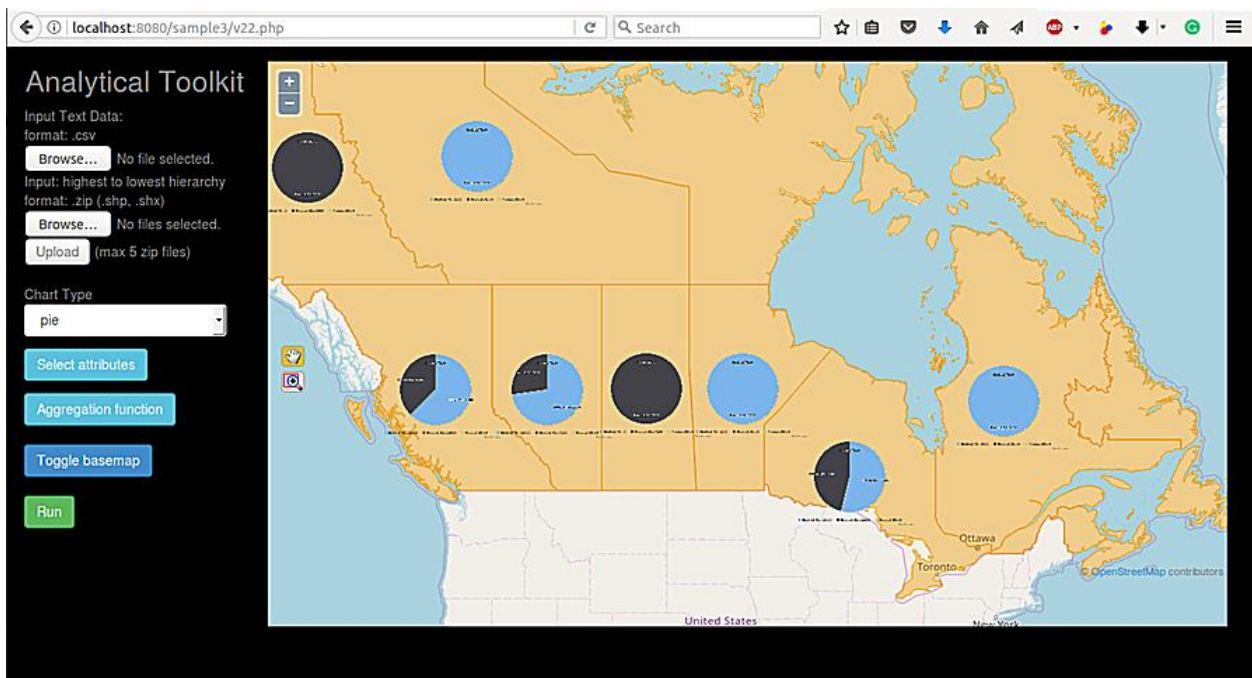 localhost:8080/sample3/v22.php
Search
ABP
Analytical Toolkit
Input Text Data:
format: .csv
Browse... No file selected.
Input: highest to lowest hierarchy
format: .zip (.shp, .shx)
Browse... No files selected.
Upload (max 5 zip files)
Chart Type
pie
Select attributes
Aggregation function
Toggle basemap
Run
+
−
Ottawa
Toronto
© OpenStreetMap contributors
United States
New York